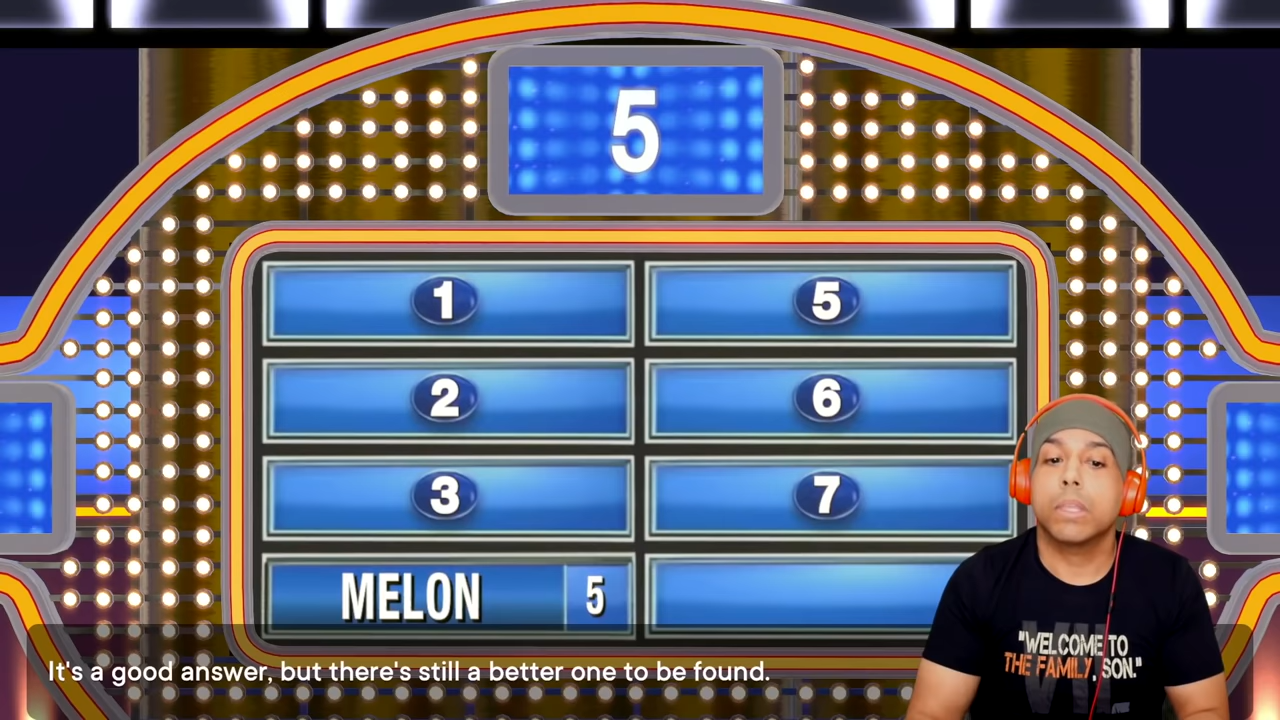 5
1
5
2
6
3
7
MELON 5
"WELCOME TO
THE FAMILY, SON."
VII
It's a good answer, but there's still a better one to be found.